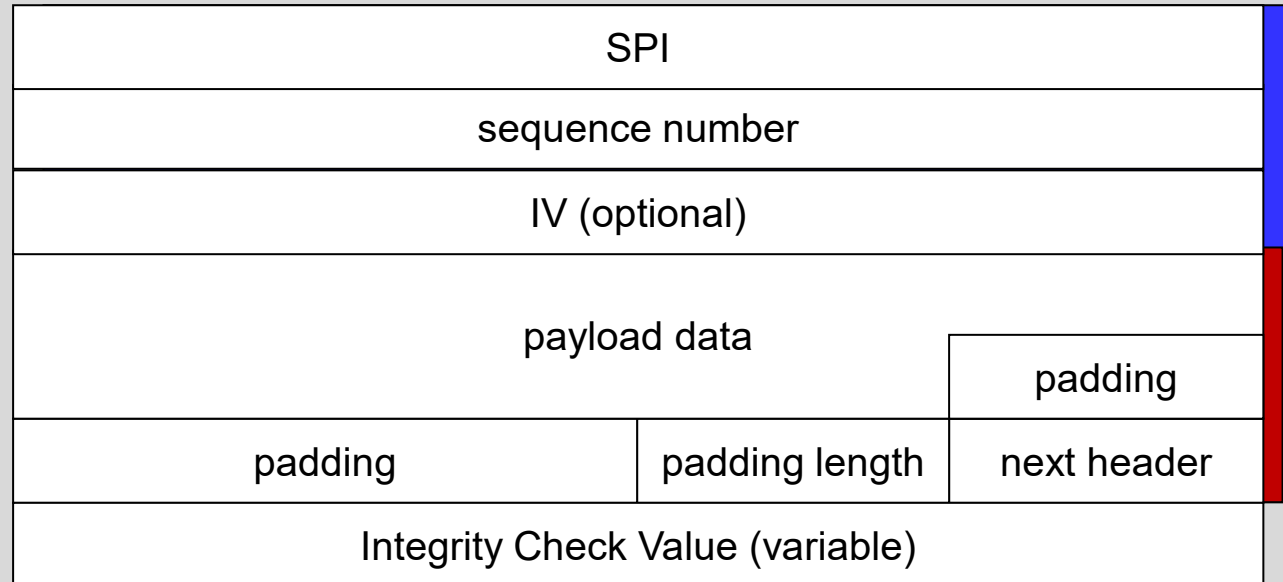 SPI
sequence number
IV (optional)
payload data
padding
padding
padding length
next header
Integrity Check Value (variable)